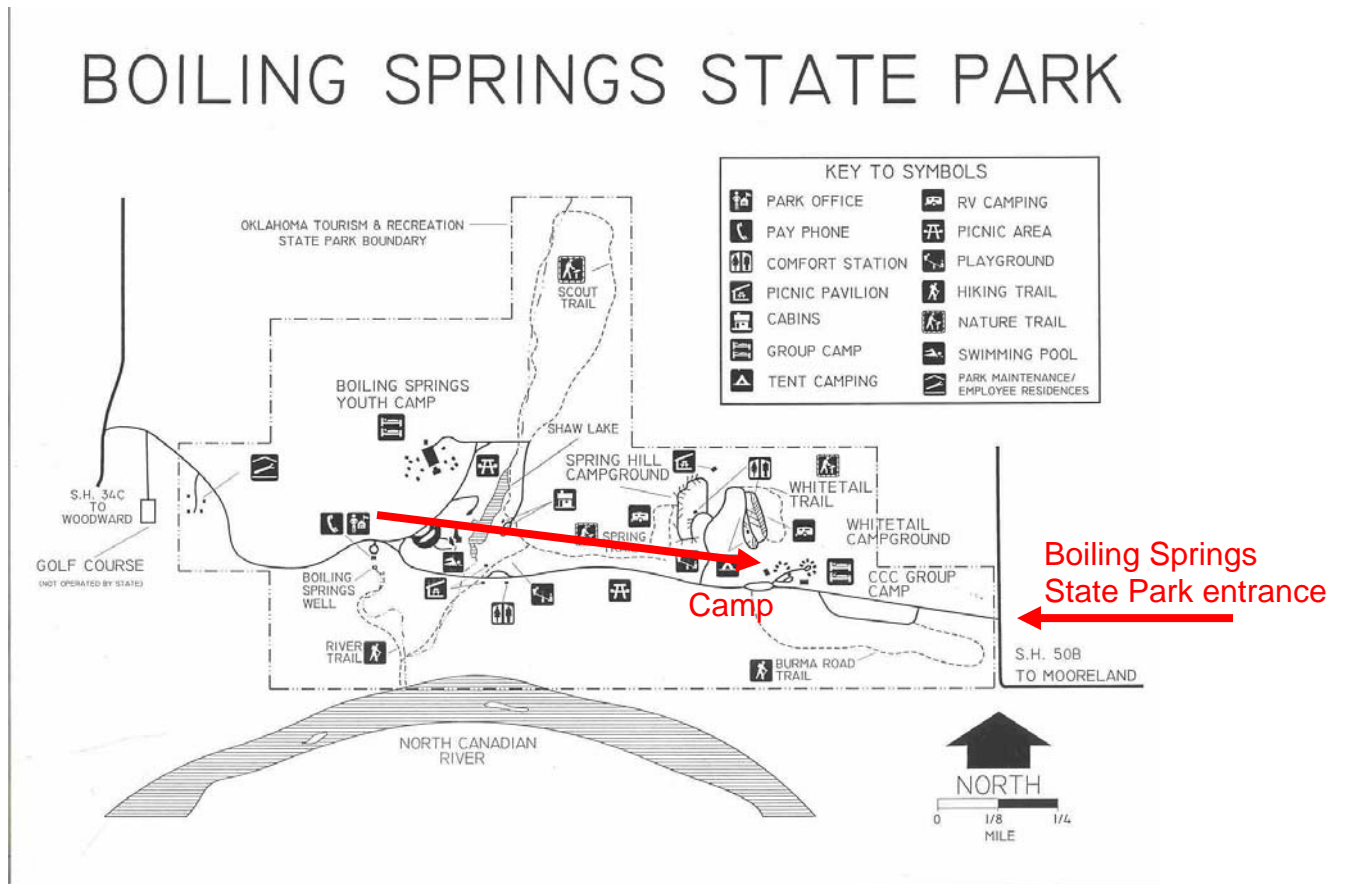 BOILING SPRINGS STATE PARK
KEY TO SYMBOLS
PARK OFFICE
PAY PHONE
COMFORT STATION
PICNIC PAVILION
CABINS
GROUP CAMP
TENT CAMPING
RV CAMPING
PICNIC AREA
PLAYGROUND
HIKING TRAIL
NATURE TRAIL
SWIMMING POOL
PARK MAINTENANCE/
EMPLOYEE RESIDENCES
OKLAHOMA TOURISM & RECREATION
STATE PARK BOUNDARY
SCOUT
TRAIL
BOILING SPRINGS
YOUTH CAMP
SHAW LAKE
SPRING HILL
CAMPGROUND
WHITETAIL
TRAIL
S.H. 34C
TO
WOODWARD
GOLF COURSE
(NOT OPERATED BY STATE)
SPRING
WHITETAIL
CAMPGROUND
BOILING
SPRINGS
WELL
CCC GROUP
CAMP
Camp
Boiling Springs
State Park entrance
RIVER
TRAIL
BURMA ROAD
TRAIL
S.H. 50B
TO MOORELAND
NORTH CANADIAN
RIVER
NORTH
0 1/8 1/4
MILE